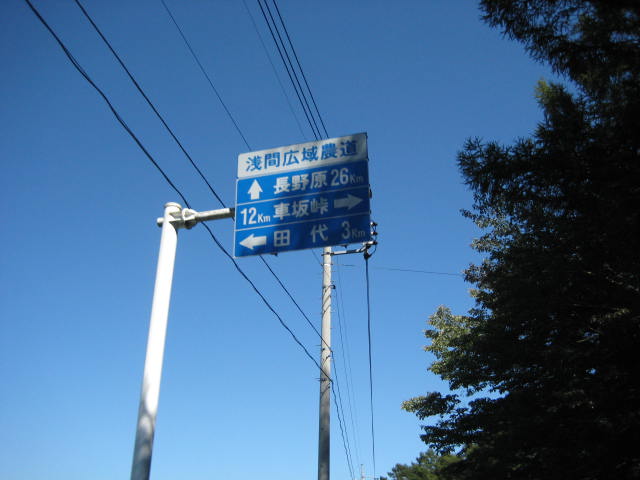 浅間広域農道
↑ 長野原 26Km
12Km 車坂峠 →
← 田代 3Km